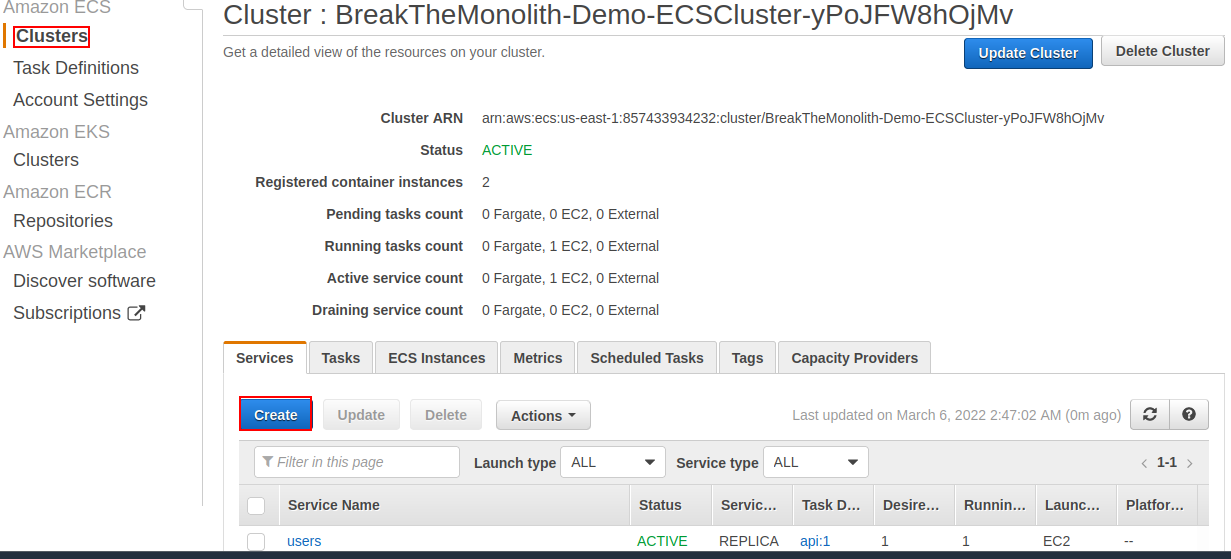 Amazon ECS
Clusters
Task Definitions
Account Settings
Amazon EKS
Clusters
Amazon ECR
Repositories
AWS Marketplace
Discover software
Subscriptions
Cluster : BreakTheMonolith-Demo-ECSCluster-yPoJFW8hOjMv
Get a detailed view of the resources on your cluster.
Update Cluster Delete Cluster
Cluster ARN arn:aws:ecs:us-east-1:857433934232:cluster/BreakTheMonolith-Demo-ECSCluster-yPoJFW8hOjMv
Status ACTIVE
Registered container instances 2
Pending tasks count 0 Fargate, 0 EC2, 0 External
Running tasks count 0 Fargate, 1 EC2, 0 External
Active service count 0 Fargate, 1 EC2, 0 External
Draining service count 0 Fargate, 0 EC2, 0 External
Services Tasks ECS Instances Metrics Scheduled Tasks Tags Capacity Providers
Create Update Delete Actions Last updated on March 6, 2022 2:47:02 AM (0m ago)
Filter in this page Launch type ALL Service type ALL < 1-1 >
Service Name Status Servic... Task D... Desire... Runnin... Launc... Platfor...
users ACTIVE REPLICA api:1 1 1 EC2 --